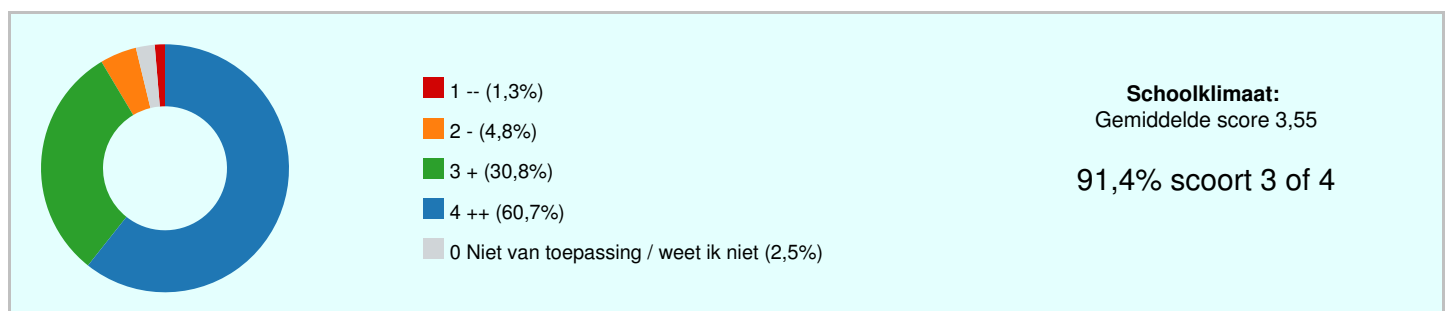 1 -- (1,3%)
2 - (4,8%)
3 + (30,8%)
4 ++ (60,7%)
0 Niet van toepassing / weet ik niet (2,5%)
Schoolklimaat:
Gemiddelde score 3,55
91,4% scoort 3 of 4